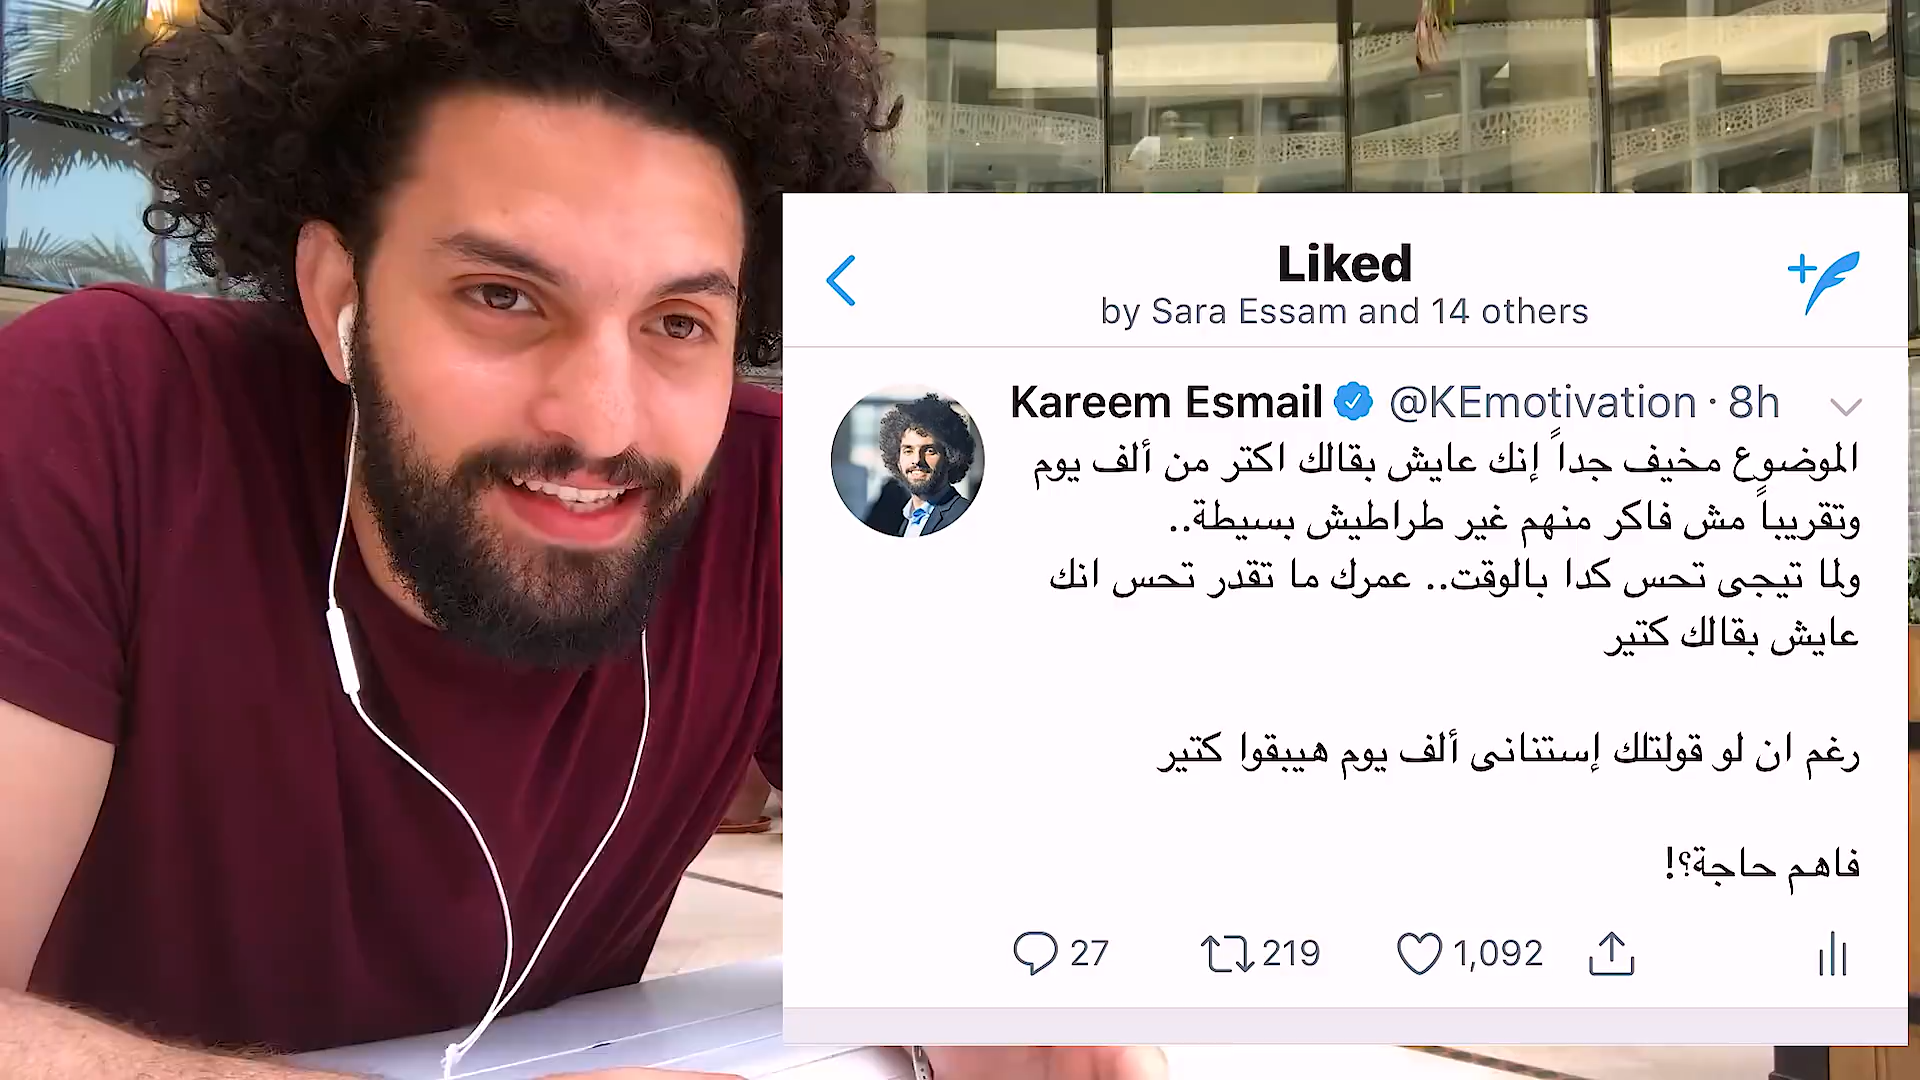 Liked
by Sara Essam and 14 others
Kareem Esmail @KEmotivation · 8h
الموضوع مخيف جداً إنك عايش بقالك اكتر من ألف يوم
وتقريباً مش فاكر منهم غير طراطيش بسيطة..
ولما تيجى تحس كدا بالوقت.. عمرك ما تقدر تحس انك
عايش بقالك كتير
رغم ان لو قولتلك إستنانى ألف يوم هيبقوا كتير
فاهم حاجة؟!
27 219 1,092